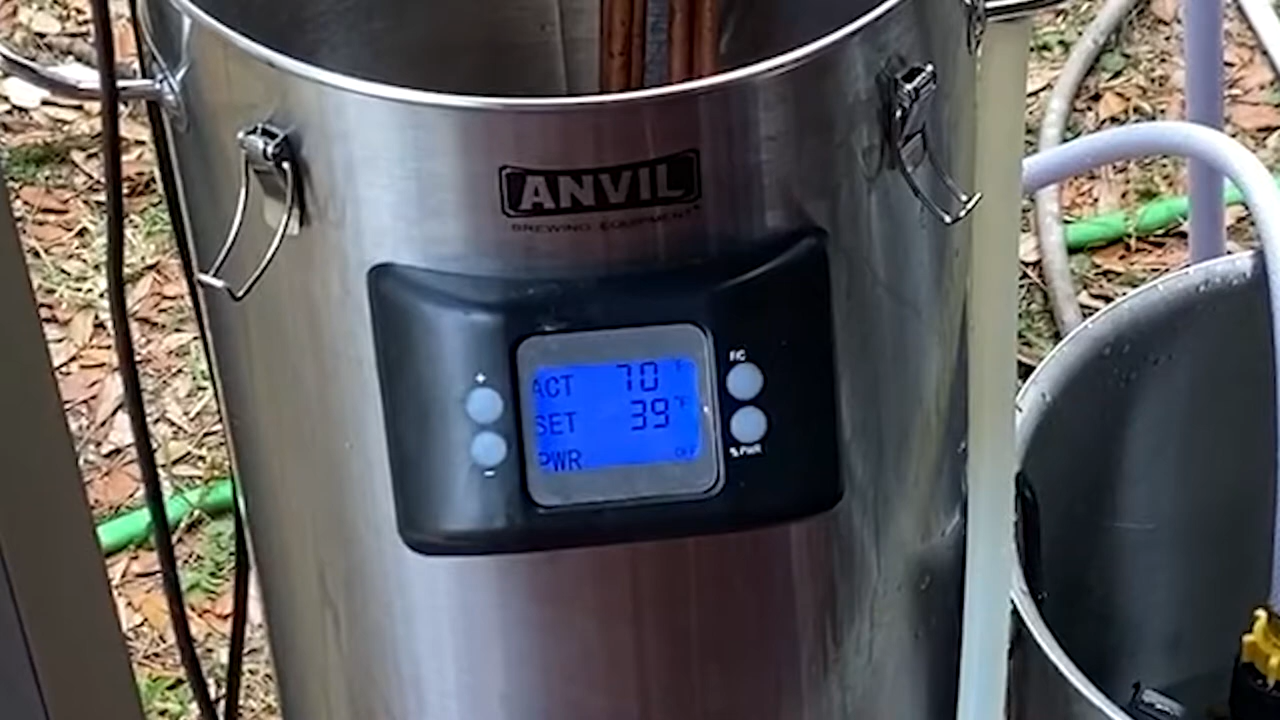 ANVIL
BREWING EQUIPMENT
F/C
+
ACT 70 °F
SET 39 °F
PWR OFF
-
% PWR